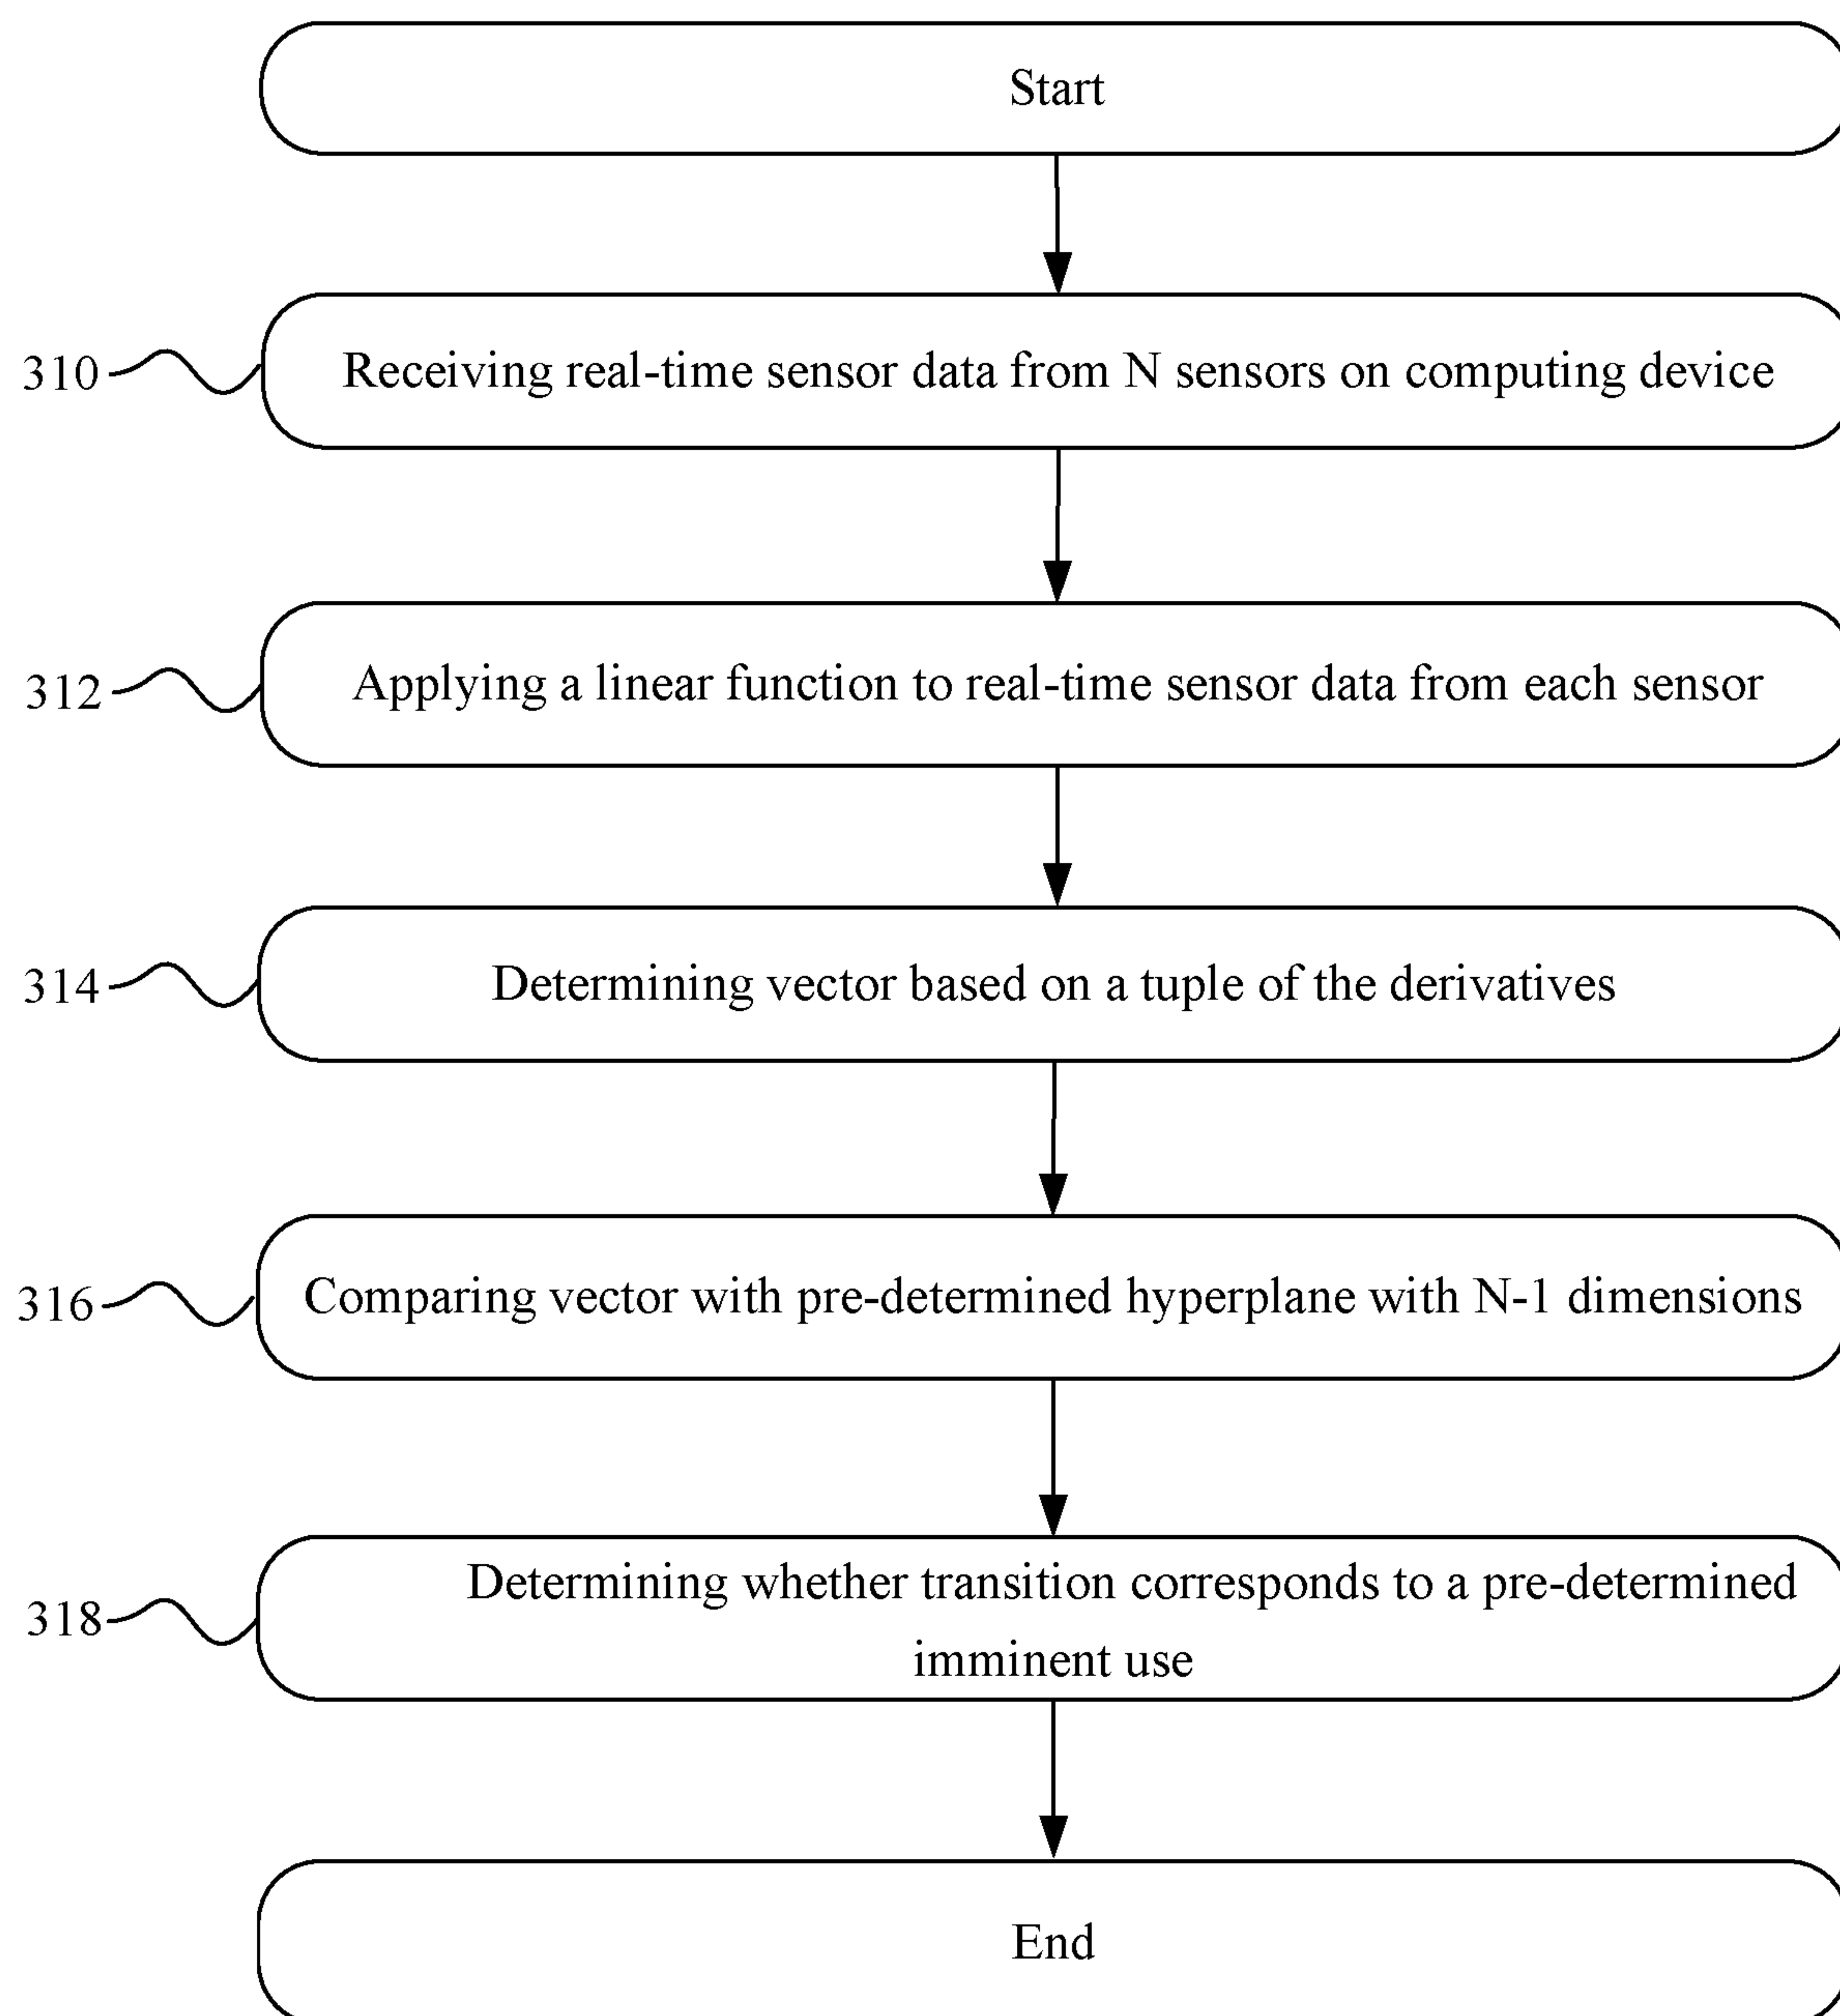 Start
310
Receiving real-time sensor data from N sensors on computing device
312
Applying a linear function to real-time sensor data from each sensor
314
Determining vector based on a tuple of the derivatives
316
Comparing vector with pre-determined hyperplane with N-1 dimensions
318
Determining whether transition corresponds to a pre-determined
imminent use
End